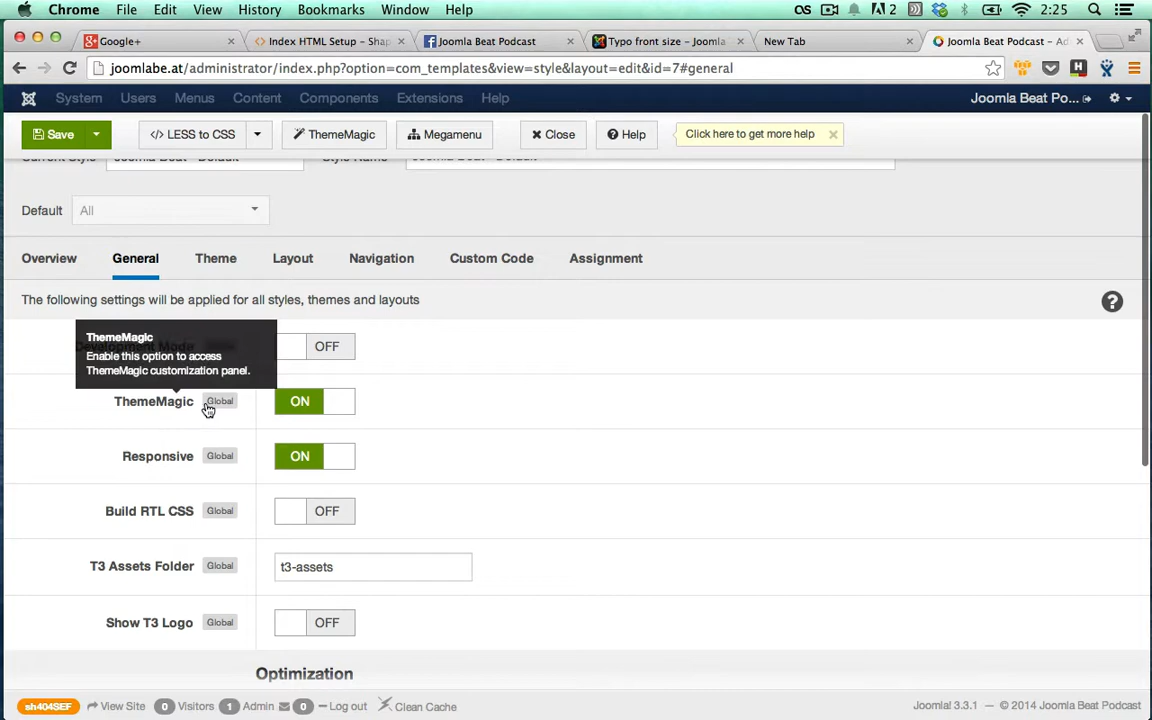 Chrome File Edit View History Bookmarks Window Help 2 2:25
Google+ Index HTML Setup – Shap Joomla Beat Podcast Typo front size – Joomla New Tab Joomla Beat Podcast – Ad
joomlabe.at/administrator/index.php?option=com_templates&view=style&layout=edit&id=7#general
System Users Menus Content Components Extensions Help Joomla Beat Po...
Save </> LESS to CSS ThemeMagic Megamenu Close Help Click here to get more help
Current Style Joomla Beat - Default Style Name Joomla Beat - Default
Default All
Overview General Theme Layout Navigation Custom Code Assignment
The following settings will be applied for all styles, themes and layouts
ThemeMagic
Enable this option to access
ThemeMagic customization panel.
Development Mode OFF
ThemeMagic Global ON
Responsive Global ON
Build RTL CSS Global OFF
T3 Assets Folder Global t3-assets
Show T3 Logo Global OFF
Optimization
sh404SEF View Site 0 Visitors 1 Admin 0 Log out Clean Cache Joomla! 3.3.1 — © 2014 Joomla Beat Podcast